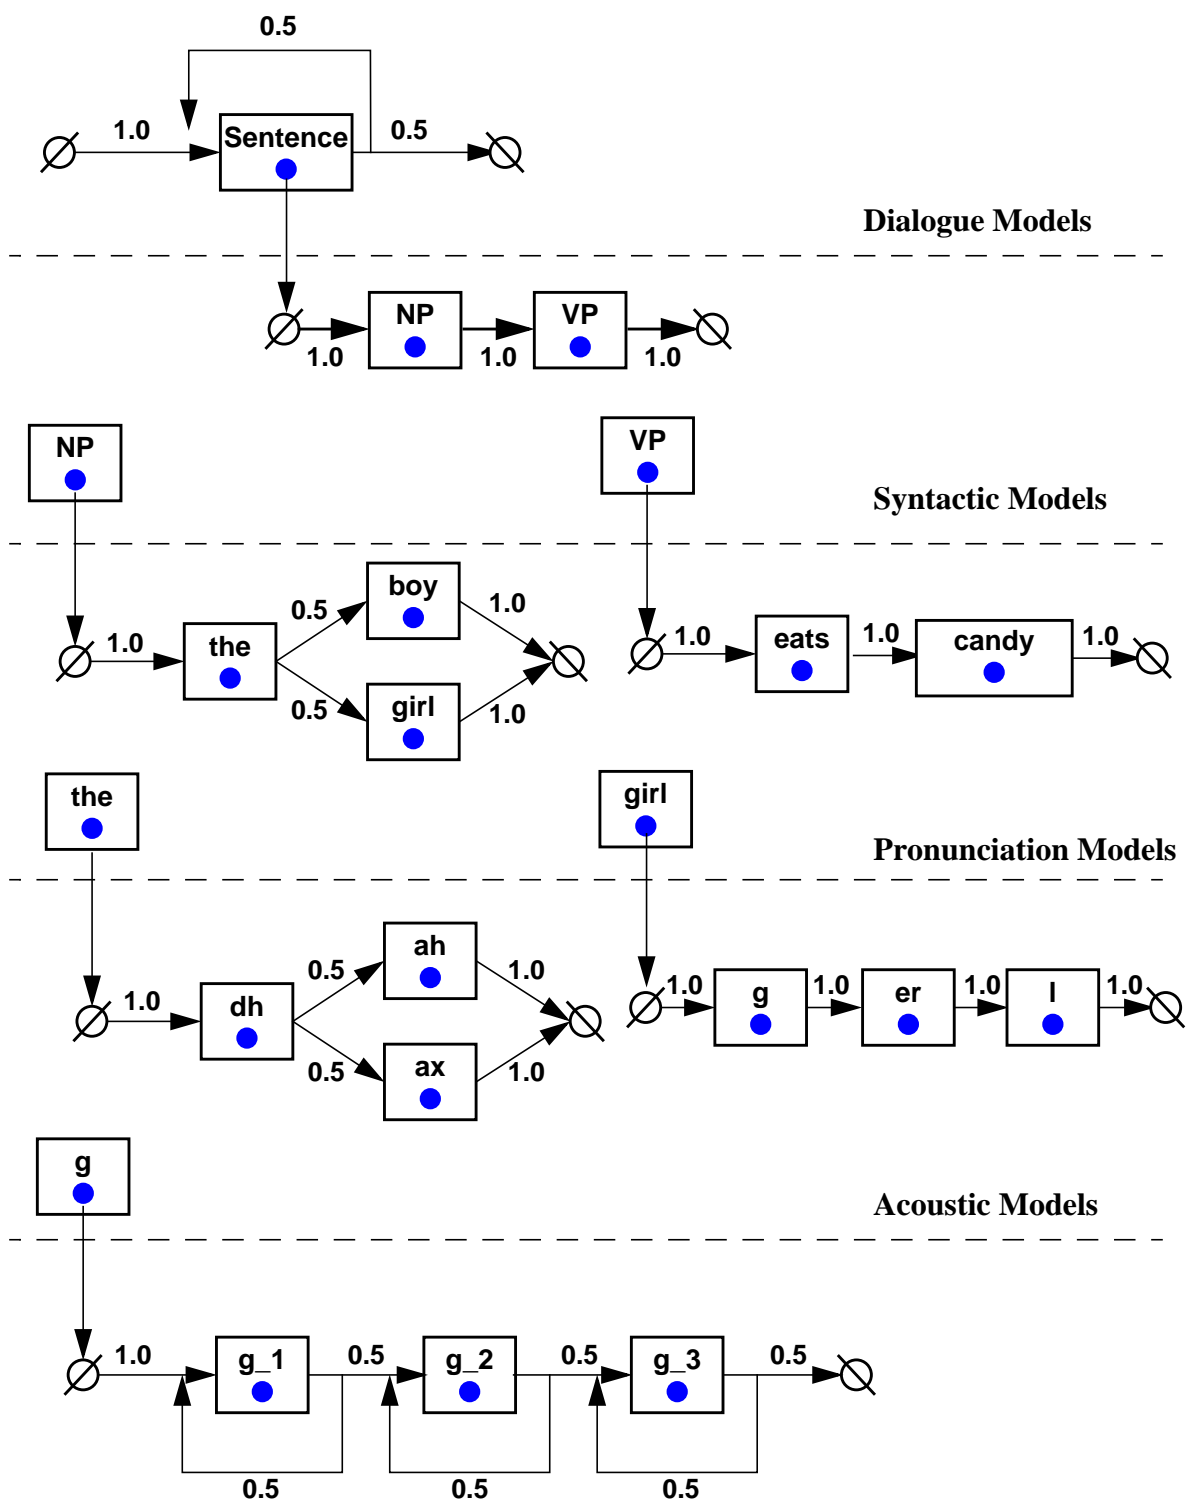 0.5
1.0 Sentence 0.5
Dialogue Models
NP VP
1.0 1.0 1.0
NP VP
Syntactic Models
boy
0.5 1.0
1.0 the 1.0 eats 1.0 candy 1.0
0.5 girl 1.0
the girl
Pronunciation Models
ah
0.5 1.0
1.0 dh 1.0 g 1.0 er 1.0 l 1.0
0.5 ax 1.0
g
Acoustic Models
1.0 g_1 0.5 g_2 0.5 g_3 0.5
0.5 0.5 0.5